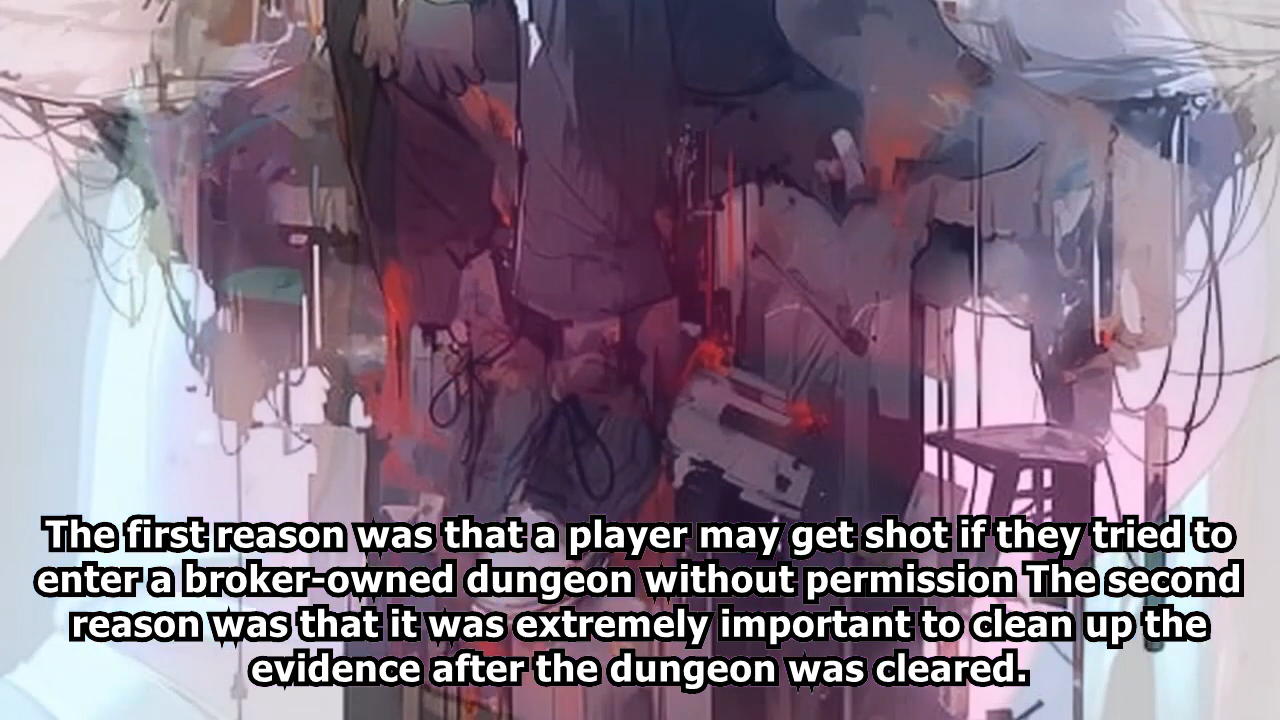 The first reason was that a player may get shot if they tried to
enter a broker-owned dungeon without permission The second
reason was that it was extremely important to clean up the
evidence after the dungeon was cleared.